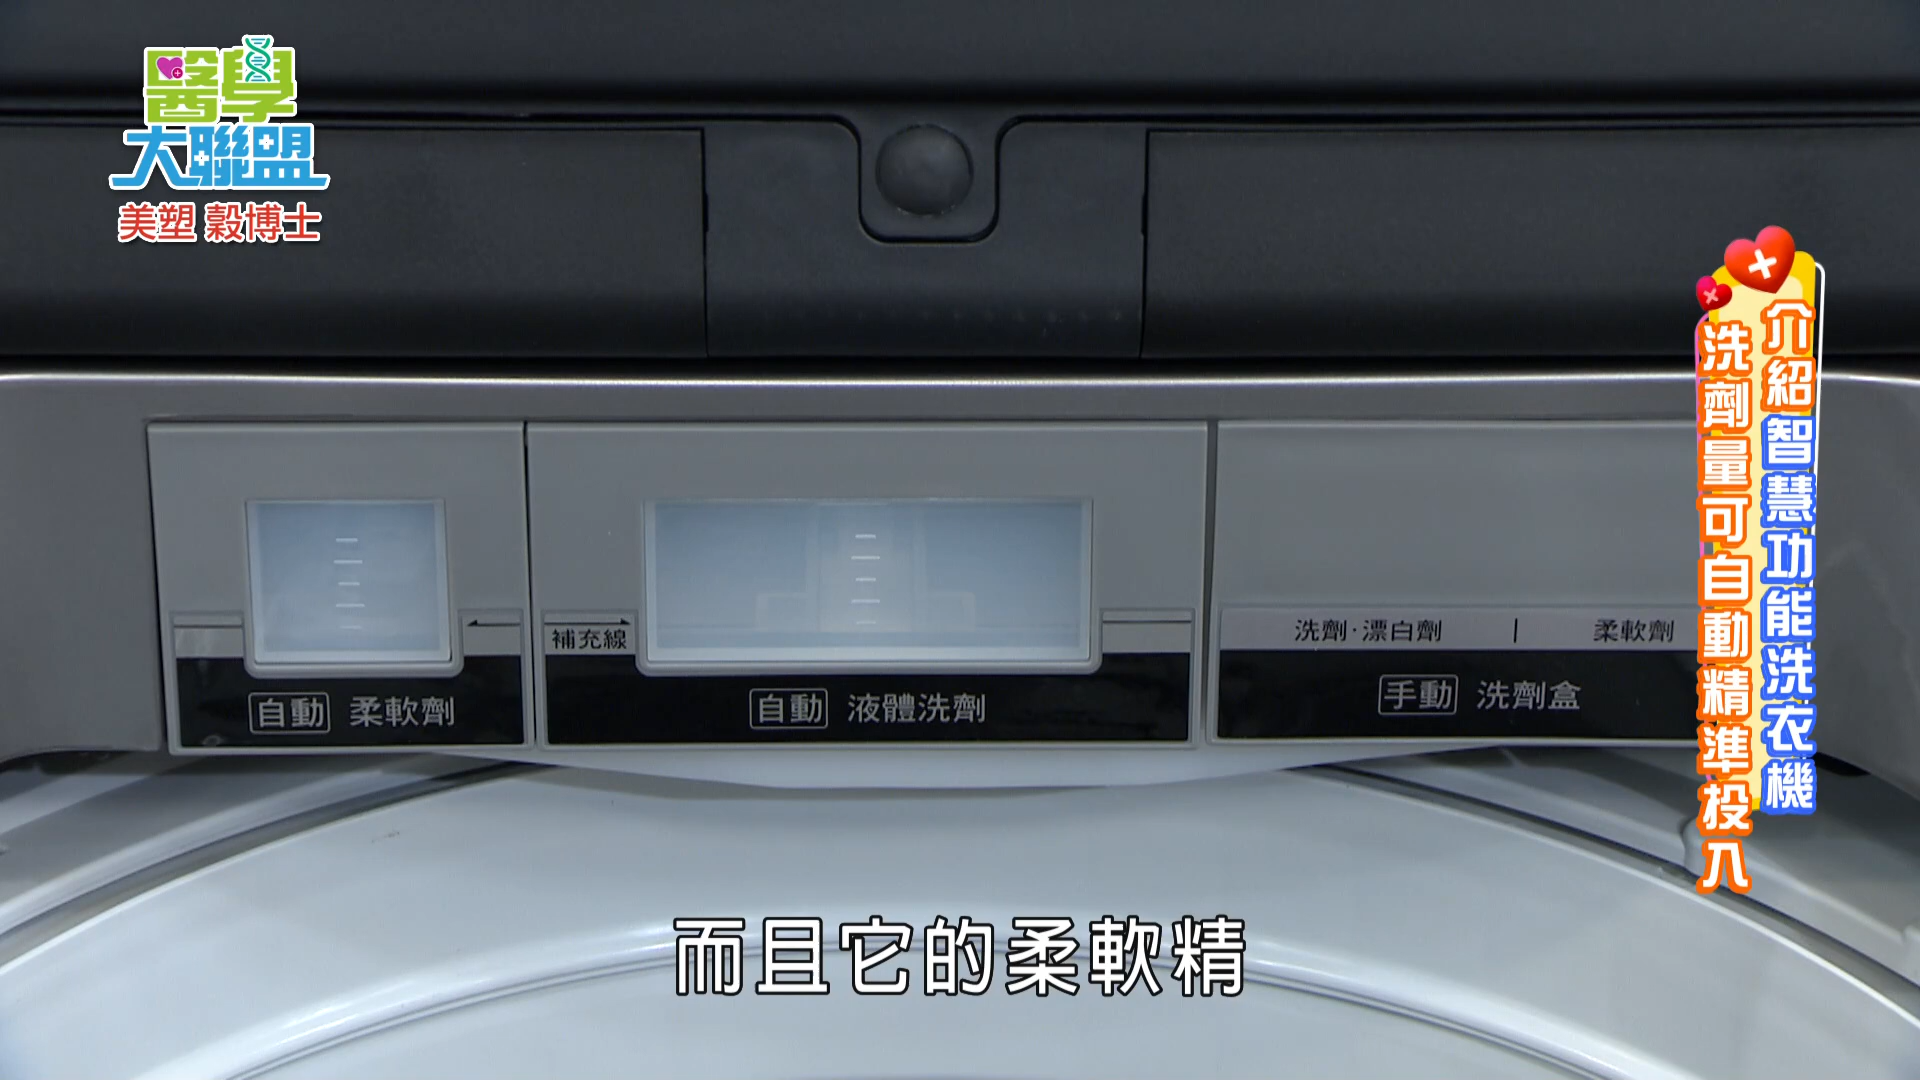 醫學
大聯盟
美塑 穀博士
介紹智慧功能洗衣機
洗劑量可自動精準投入
補充線
洗劑·漂白劑 | 柔軟劑
自動 柔軟劑
自動 液體洗劑
手動 洗劑盒
而且它的柔軟精